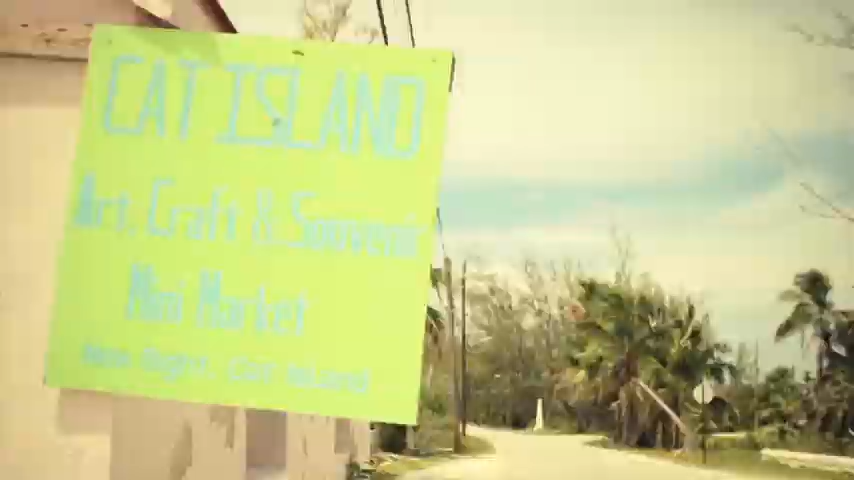 CAT ISLAND
Art, Craft & Souvenir
Mini Market
New Bight, Cat Island